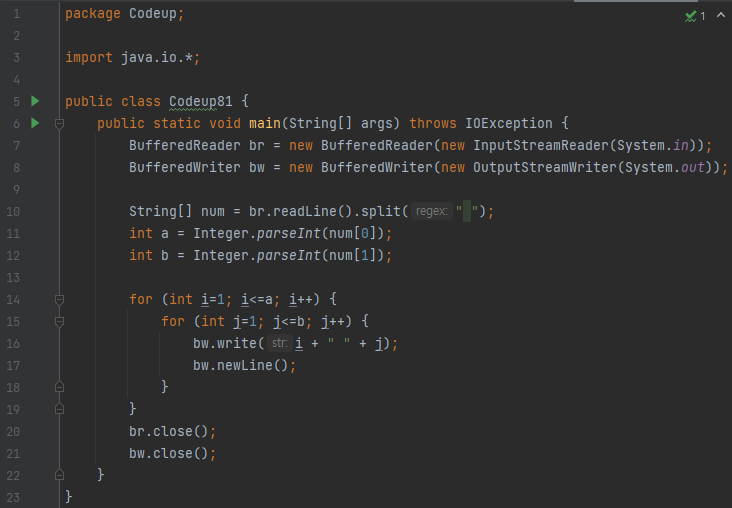 1 package Codeup; 1
2
3 import java.io.*;
4
5 public class Codeup81 {
6 public static void main(String[] args) throws IOException {
7 BufferedReader br = new BufferedReader(new InputStreamReader(System.in));
8 BufferedWriter bw = new BufferedWriter(new OutputStreamWriter(System.out));
9
10 String[] num = br.readLine().split( regex: " ");
11 int a = Integer.parseInt(num[0]);
12 int b = Integer.parseInt(num[1]);
13
14 for (int i=1; i<=a; i++) {
15 for (int j=1; j<=b; j++) {
16 bw.write( str: i + " " + j);
17 bw.newLine();
18 }
19 }
20 br.close();
21 bw.close();
22 }
23 }